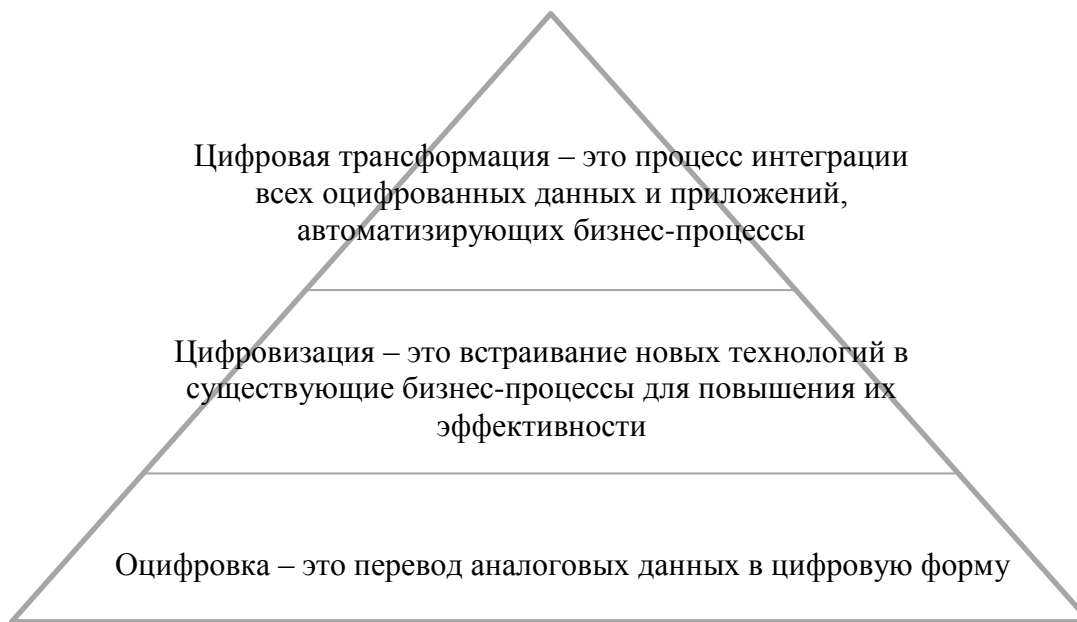 Цифровая трансформация – это процесс интеграции
всех оцифрованных данных и приложений,
автоматизирующих бизнес-процессы
Цифровизация – это встраивание новых технологий в
существующие бизнес-процессы для повышения их
эффективности
Оцифровка – это перевод аналоговых данных в цифровую форму